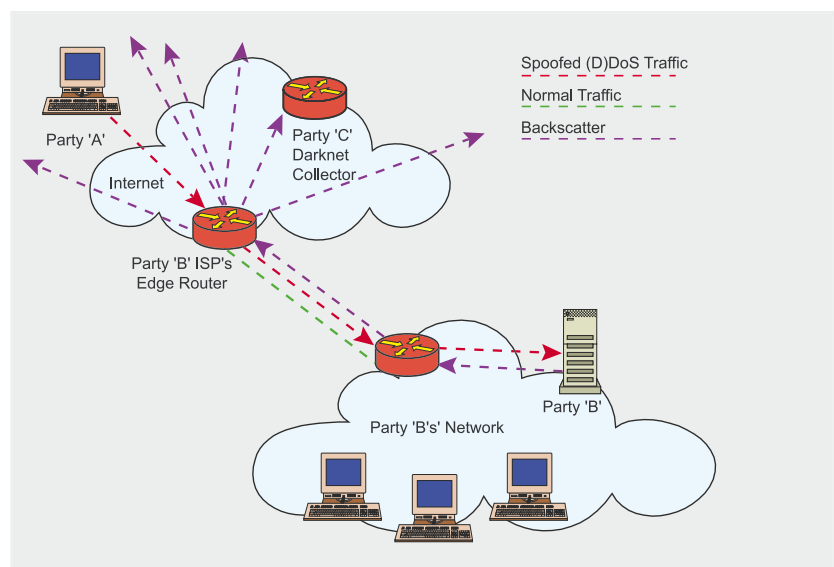 Spoofed (D)DoS Traffic
Normal Traffic
Backscatter
Party 'A'
Party 'C'
Darknet
Collector
Internet
Party 'B' ISP's
Edge Router
Party 'B'
Party 'B's' Network